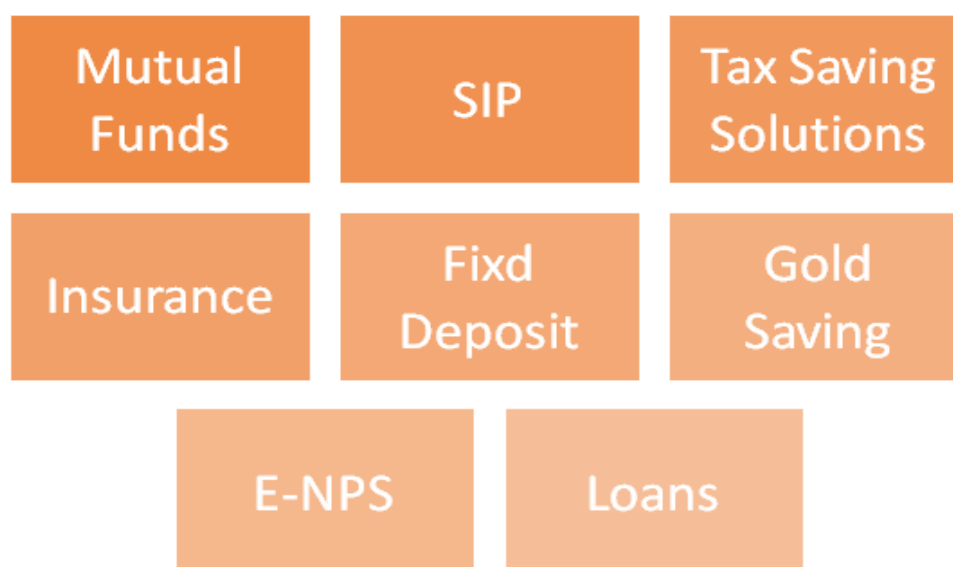 Mutual
Funds
SIP
Tax Saving
Solutions
Insurance
Fixd
Deposit
Gold
Saving
E-NPS
Loans